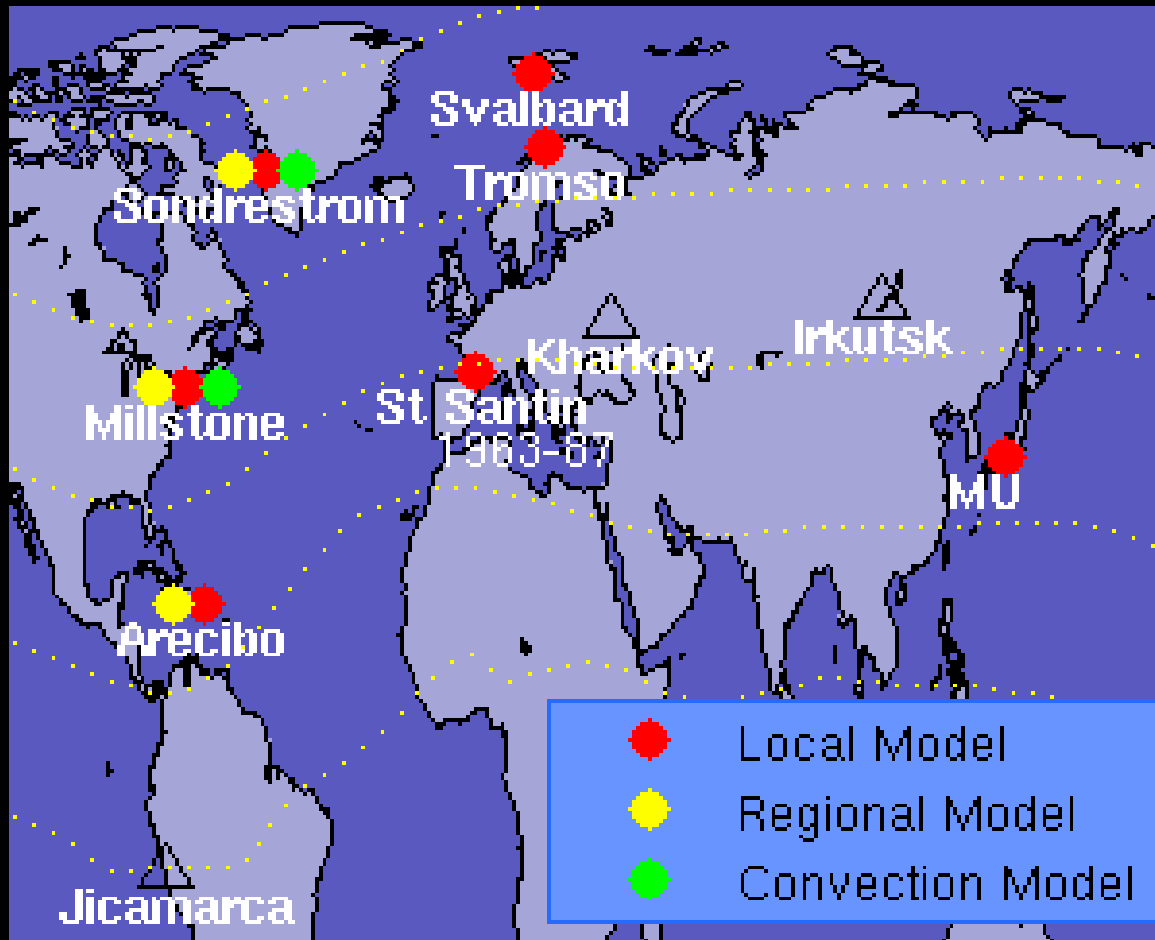 Svalbard
Tromso
Sondrestrom
Irkutsk
Kharkov
St Santin
1963-87
Millstone
MU
Arecibo
Jicamarca
Local Model
Regional Model
Convection Model